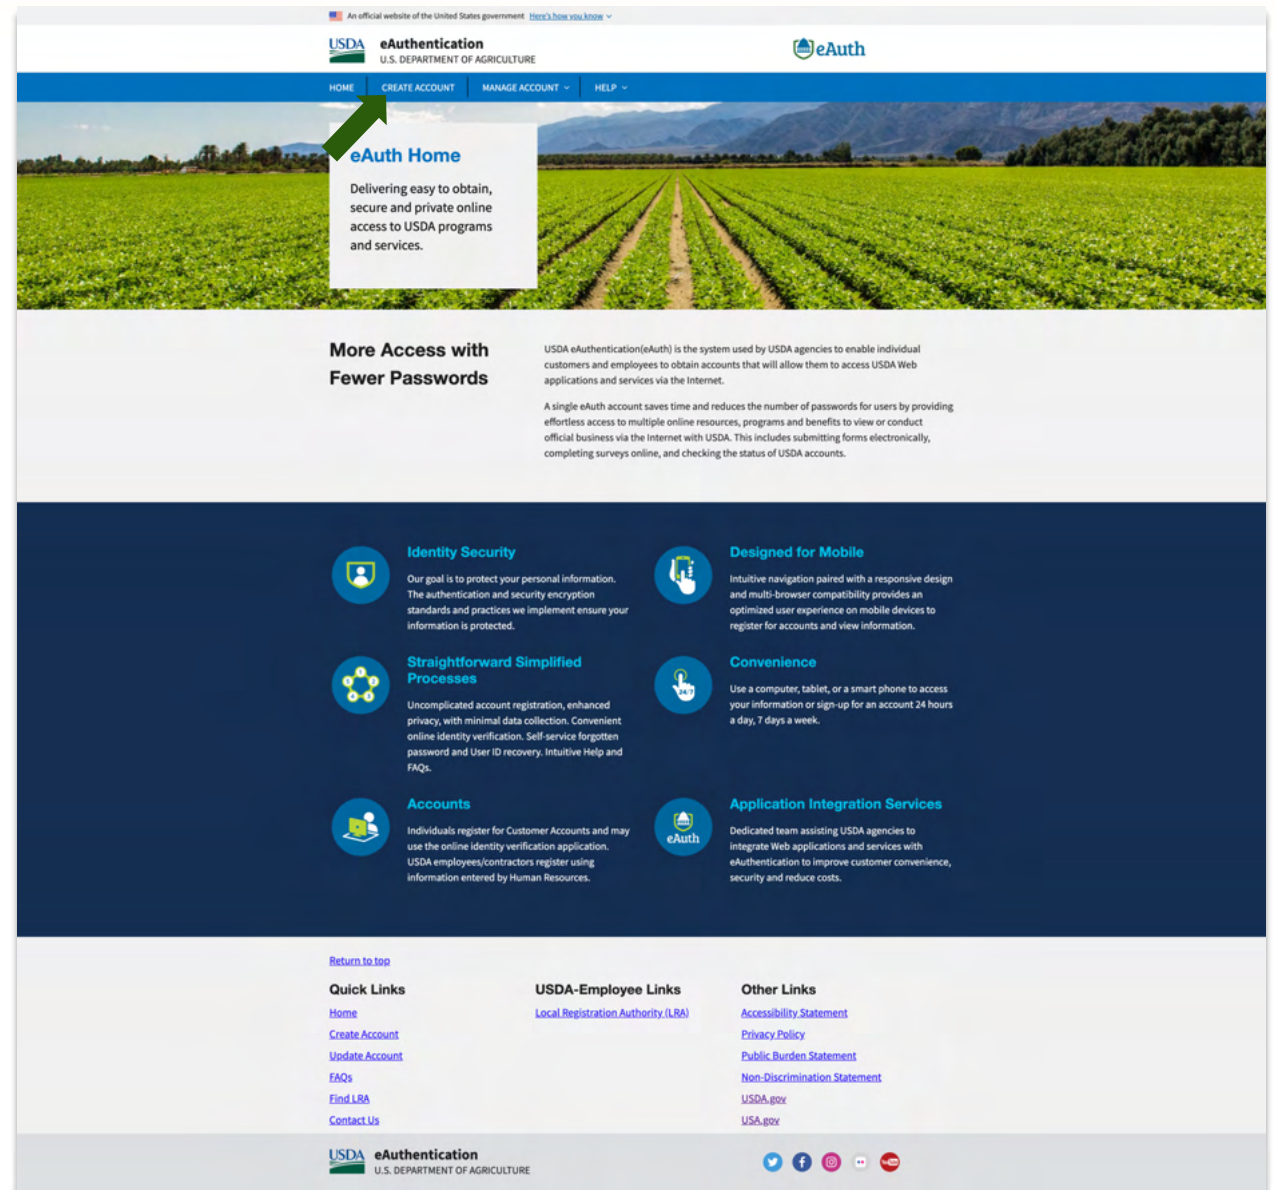 An official website of the United States government Here's how you know
USDA
eAuthentication
U.S. DEPARTMENT OF AGRICULTURE
eAuth
HOME
CREATE ACCOUNT
MANAGE ACCOUNT
HELP
eAuth Home
Delivering easy to obtain,
secure and private online
access to USDA programs
and services.
More Access with
Fewer Passwords
USDA eAuthentication(eAuth) is the system used by USDA agencies to enable individual
customers and employees to obtain accounts that will allow them to access USDA Web
applications and services via the Internet.
A single eAuth account saves time and reduces the number of passwords for users by providing
effortless access to multiple online resources, programs and benefits to view or conduct
official business via the Internet with USDA. This includes submitting forms electronically,
completing surveys online, and checking the status of USDA accounts.
Identity Security
Our goal is to protect your personal information.
The authentication and security encryption
standards and practices we implement ensure your
information is protected.
Designed for Mobile
Intuitive navigation paired with a responsive design
and multi-browser compatibility provides an
optimized user experience on mobile devices to
register for accounts and view information.
Straightforward Simplified
Processes
Uncomplicated account registration, enhanced
privacy, with minimal data collection. Convenient
online identity verification. Self-service forgotten
password and User ID recovery. Intuitive Help and
FAQs.
24/7
Convenience
Use a computer, tablet, or a smart phone to access
your information or sign-up for an account 24 hours
a day, 7 days a week.
Accounts
Individuals register for Customer Accounts and may
use the online identity verification application.
USDA employees/contractors register using
information entered by Human Resources.
eAuth
Application Integration Services
Dedicated team assisting USDA agencies to
integrate Web applications and services with
eAuthentication to improve customer convenience,
security and reduce costs.
Return to top
Quick Links
Home
Create Account
Update Account
FAQs
Find LRA
Contact Us
USDA-Employee Links
Local Registration Authority (LRA)
Other Links
Accessibility Statement
Privacy Policy
Public Burden Statement
Non-Discrimination Statement
USDA.gov
USA.gov
USDA
eAuthentication
U.S. DEPARTMENT OF AGRICULTURE